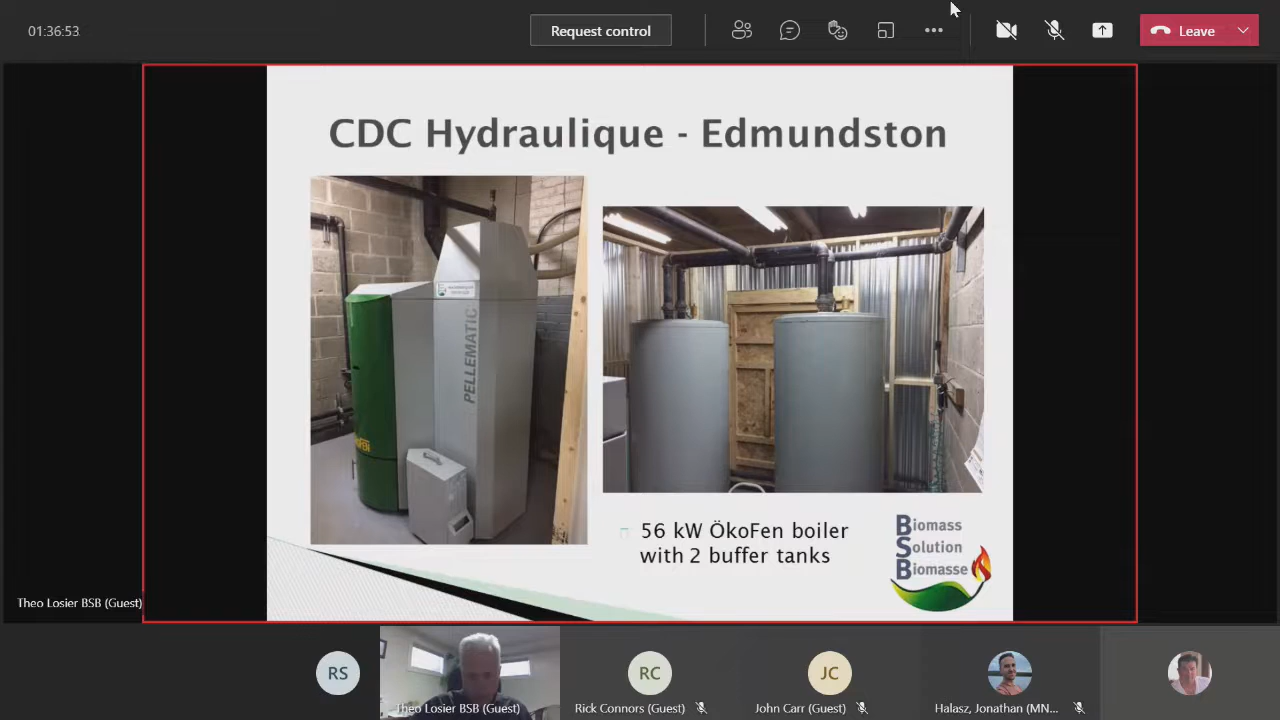 01:36:53
Request control
Leave
CDC Hydraulique - Edmundston
PELLEMATIC
56 kW ÖkoFen boiler
with 2 buffer tanks
Biomass
Solution
Biomasse
Theo Losier BSB (Guest)
RS
RC
JC
Theo Losier BSB (Guest)
Rick Connors (Guest)
John Carr (Guest)
Halasz, Jonathan (MN...